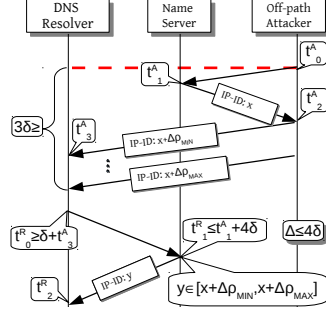 DNS
Resolver
Name
Server
Off-path
Attacker
t^A_0
t^A_1
IP-ID: x
t^A_2
3δ≥
t^A_3
IP-ID: x+Δρ_MIN
IP-ID: x+Δρ_MAX
t^R_0≥δ+t^A_3
t^R_1≤t^A_1+4δ
Δ≤4δ
IP-ID: y
t^R_2
y∈[x+Δρ_MIN,x+Δρ_MAX]